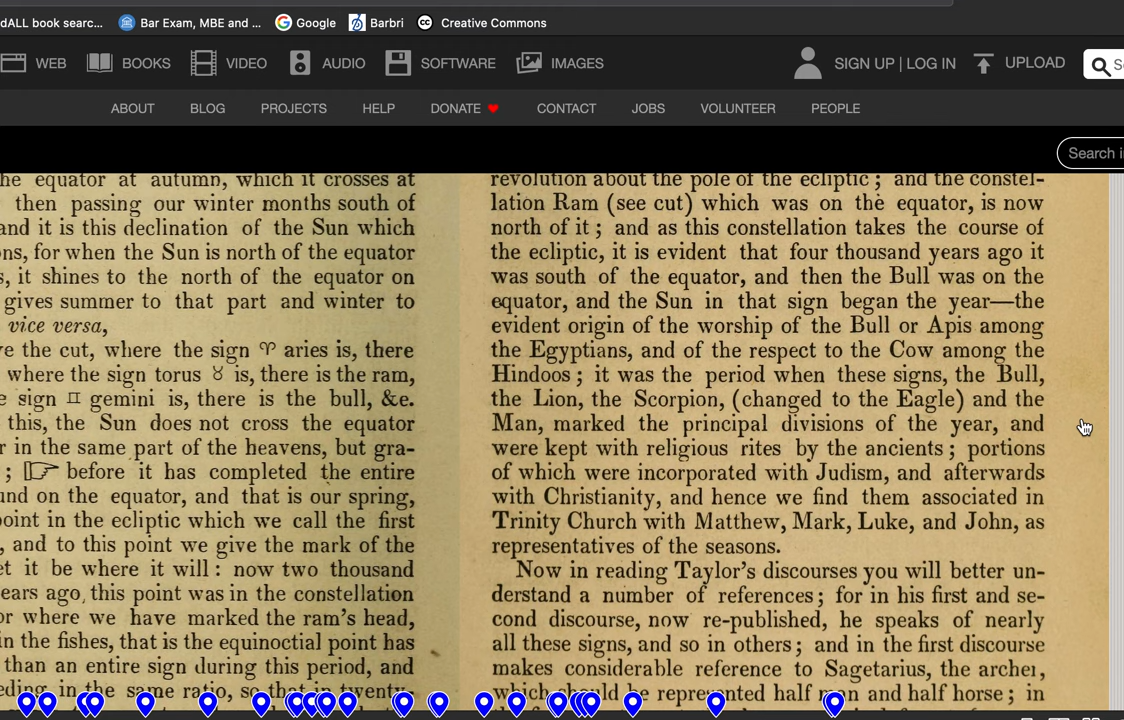 dALL book searc... Bar Exam, MBE and ... Google Barbri Creative Commons
WEB BOOKS VIDEO AUDIO SOFTWARE IMAGES SIGN UP | LOG IN UPLOAD
ABOUT BLOG PROJECTS HELP DONATE CONTACT JOBS VOLUNTEER PEOPLE
Search i
he equator at autumn, which it crosses at
then passing our winter months south of
and it is this declination of the Sun which
ons, for when the Sun is north of the equator
s, it shines to the north of the equator on
gives summer to that part and winter to
vice versa,
ve the cut, where the sign ♈ aries is, there
where the sign torus ♉ is, there is the ram,
e sign ♊ gemini is, there is the bull, &e.
this, the Sun does not cross the equator
r in the same part of the heavens, but gra-
; ☞ before it has completed the entire
und on the equator, and that is our spring,
point in the ecliptic which we call the first
, and to this point we give the mark of the
et it be where it will : now two thousand
ears ago, this point was in the constellation
or where we have marked the ram's head,
in the fishes, that is the equinoctial point has
than an entire sign during this period, and
eding in the same ratio, so that in twenty-
revolution about the pole of the ecliptic ; and the constel-
lation Ram (see cut) which was on the equator, is now
north of it ; and as this constellation takes the course of
the ecliptic, it is evident that four thousand years ago it
was south of the equator, and then the Bull was on the
equator, and the Sun in that sign began the year—the
evident origin of the worship of the Bull or Apis among
the Egyptians, and of the respect to the Cow among the
Hindoos ; it was the period when these signs, the Bull,
the Lion, the Scorpion, (changed to the Eagle) and the
Man, marked the principal divisions of the year, and
were kept with religious rites by the ancients ; portions
of which were incorporated with Judism, and afterwards
with Christianity, and hence we find them associated in
Trinity Church with Matthew, Mark, Luke, and John, as
representatives of the seasons.
Now in reading Taylor's discourses you will better un-
derstand a number of references ; for in his first and se-
cond discourse, now re-published, he speaks of nearly
all these signs, and so in others ; and in the first discourse
makes considerable reference to Sagetarius, the archer,
which should be represented half man and half horse ; in